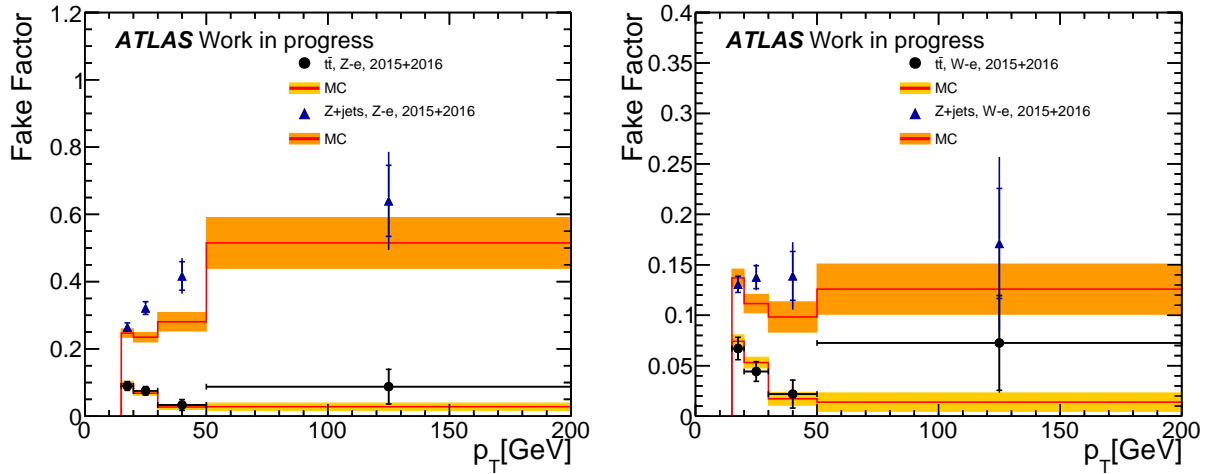 ATLAS Work in progress
tt̄, Z-e, 2015+2016
MC
Z+jets, Z-e, 2015+2016
MC
Fake Factor
1.2
1
0.8
0.6
0.4
0.2
0
0 50 100 150 200
p_T[GeV]
ATLAS Work in progress
tt̄, W-e, 2015+2016
MC
Z+jets, W-e, 2015+2016
MC
Fake Factor
0.4
0.35
0.3
0.25
0.2
0.15
0.1
0.05
0
0 50 100 150 200
p_T[GeV]